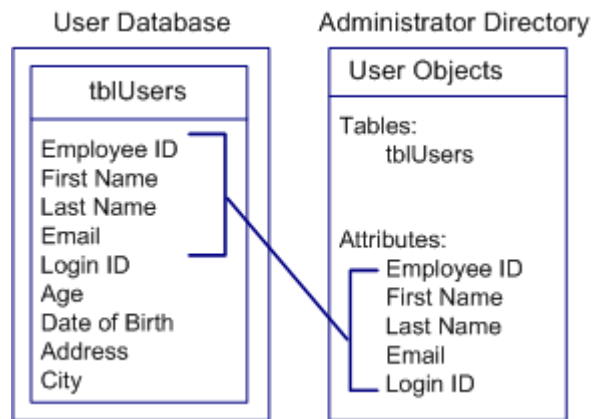 User Database
tblUsers
Employee ID
First Name
Last Name
Email
Login ID
Age
Date of Birth
Address
City
Administrator Directory
User Objects
Tables:
tblUsers
Attributes:
Employee ID
First Name
Last Name
Email
Login ID